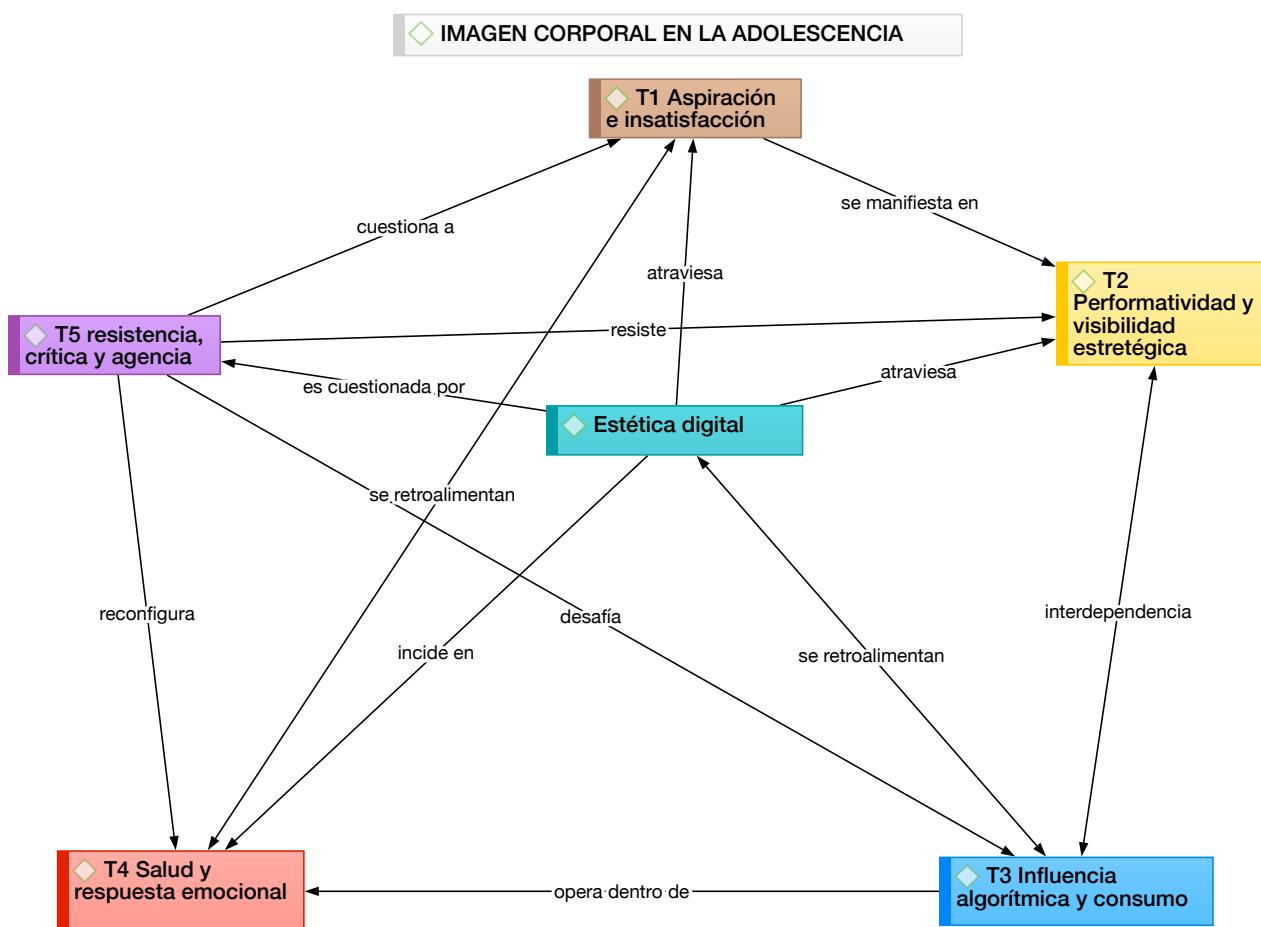 IMAGEN CORPORAL EN LA ADOLESCENCIA
T1 Aspiración
e insatisfacción
se manifiesta en
cuestiona a
atraviesa
T2
Performatividad y
visibilidad
estretégica
T5 resistencia,
crítica y agencia
resiste
atraviesa
es cuestionada por
Estética digital
se retroalimentan
reconfigura
desafía
interdependencia
incide en
se retroalimentan
T4 Salud y
respuesta emocional
opera dentro de
T3 Influencia
algorítmica y consumo